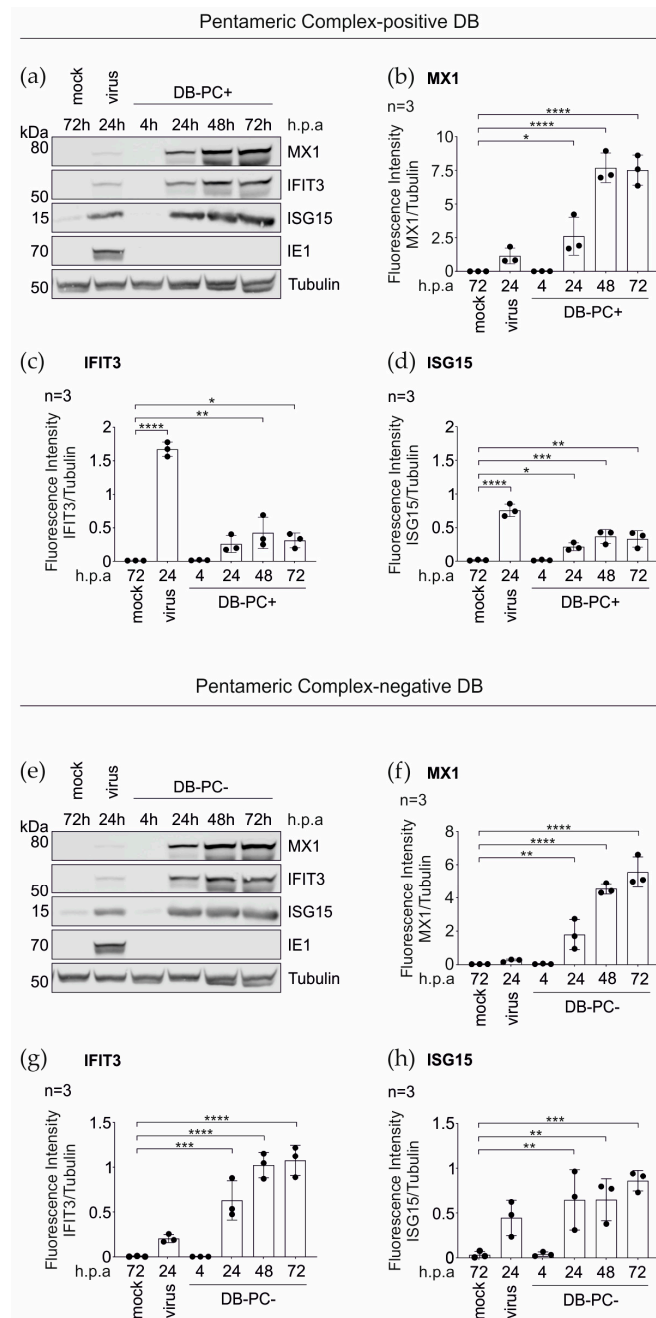 Pentameric Complex-positive DB
(a)
mock
virus
DB-PC+
72h 24h 4h 24h 48h 72h h.p.a
kDa
80
MX1
50
IFIT3
15
ISG15
70
IE1
50
Tubulin
(b) MX1
n=3
****
****
*
Fluorescence Intensity
MX1/Tubulin
10
7.5
5
2.5
0
h.p.a 72 24 4 24 48 72
mock
virus
DB-PC+
(c) IFIT3
n=3
*
**
****
Fluorescence Intensity
IFIT3/Tubulin
2
1.5
1
0.5
0
h.p.a 72 24 4 24 48 72
mock
virus
DB-PC+
(d) ISG15
n=3
**
***
*
****
Fluorescence Intensity
ISG15/Tubulin
2
1.5
1
0.5
0
h.p.a 72 24 4 24 48 72
mock
virus
DB-PC+
Pentameric Complex-negative DB
(e)
mock
virus
DB-PC-
72h 24h 4h 24h 48h 72h h.p.a
kDa
80
MX1
50
IFIT3
15
ISG15
70
IE1
50
Tubulin
(f) MX1
n=3
****
****
**
Fluorescence Intensity
MX1/Tubulin
8
6
4
2
0
h.p.a 72 24 4 24 48 72
mock
virus
DB-PC-
(g) IFIT3
n=3
****
****
***
Fluorescence Intensity
IFIT3/Tubulin
1.5
1
0.5
0
h.p.a 72 24 4 24 48 72
mock
virus
DB-PC-
(h) ISG15
n=3
***
**
**
Fluorescence Intensity
ISG15/Tubulin
1.5
1
0.5
0
h.p.a 72 24 4 24 48 72
mock
virus
DB-PC-